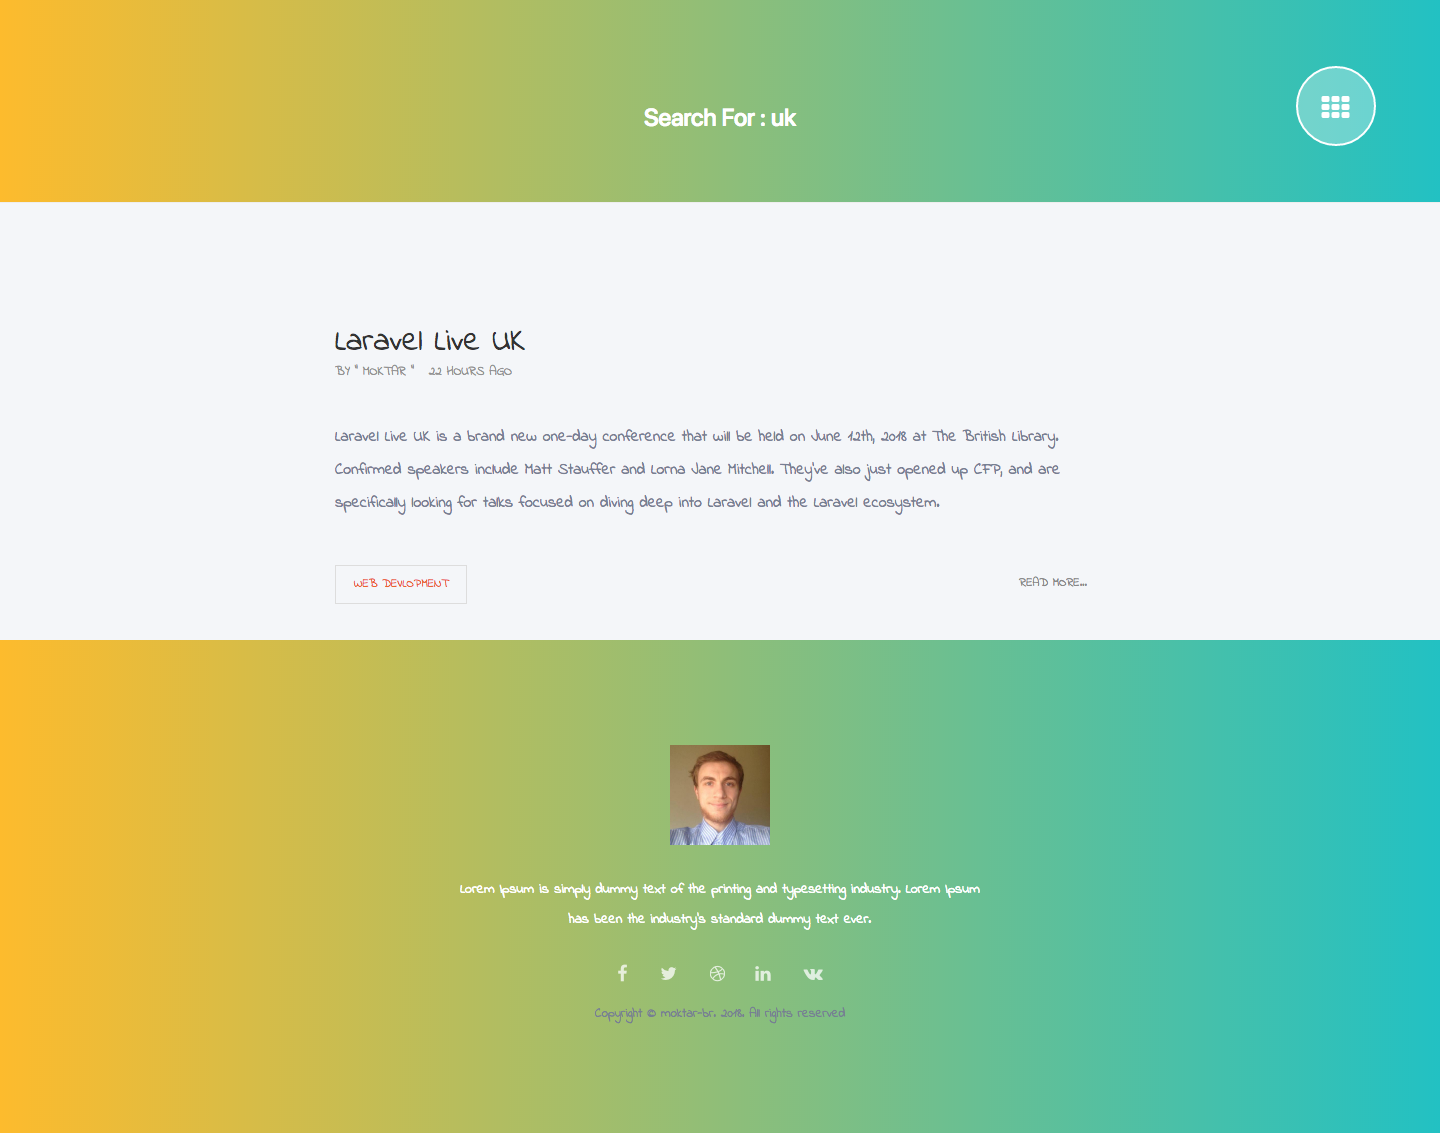 Search For : uk
Laravel Live UK
BY " MOKTAR " 22 HOURS AGO
Laravel Live UK is a brand new one-day conference that will be held on June 12th, 2018 at The British Library.
Confirmed speakers include Matt Stauffer and Lorna Jane Mitchell. They've also just opened up CFP, and are
specifically looking for talks focused on diving deep into Laravel and the Laravel ecosystem.
WEB DEVLOPMENT
READ MORE...
Lorem Ipsum is simply dummy text of the printing and typesetting industry. Lorem Ipsum
has been the industry's standard dummy text ever.
Copyright © moktar-br. 2018. All rights reserved